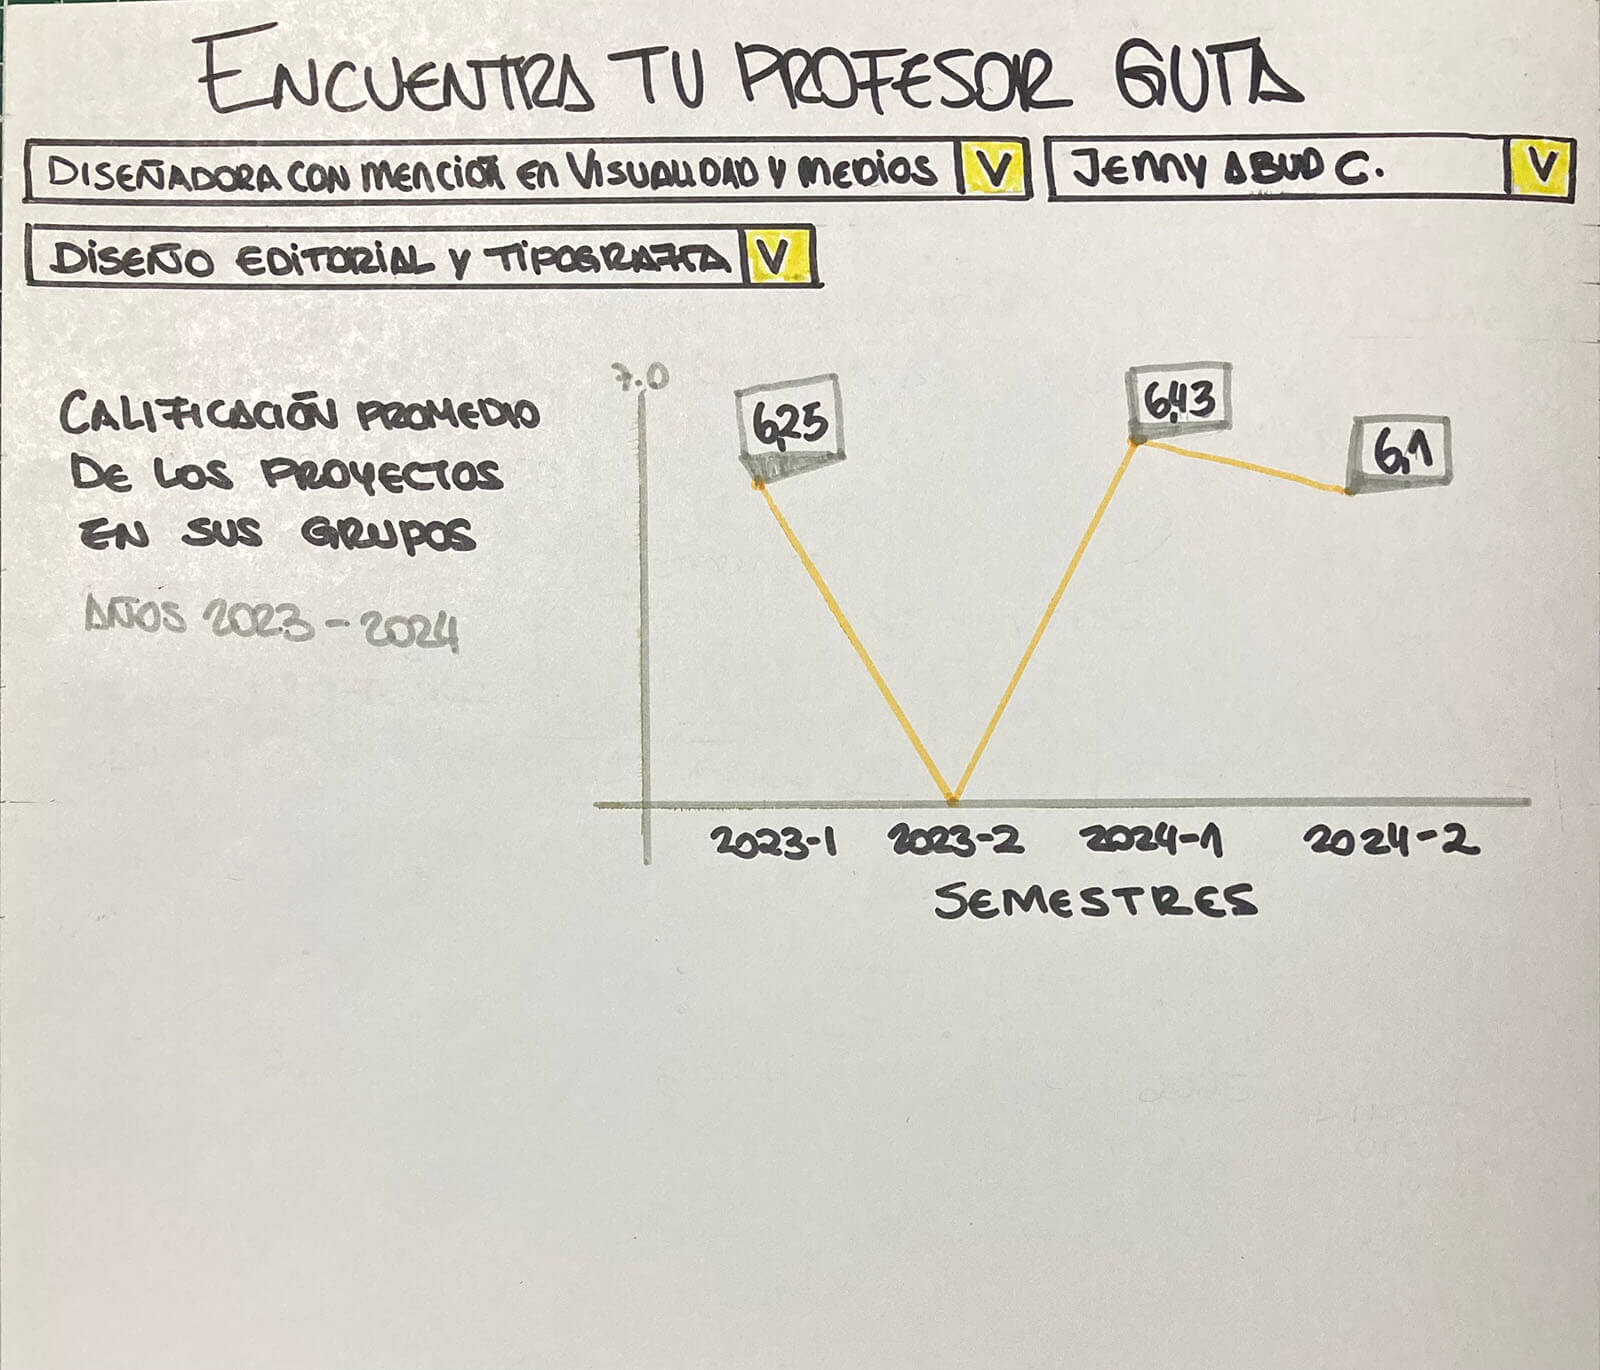 ENCUENTRA TU PROFESOR GUÍA
DISEÑADORA CON MENCIÓN EN VISUALIDAD Y MEDIOS V
JENNY ABUD C. V
DISEÑO EDITORIAL Y TIPOGRAFÍA V
CALIFICACIÓN PROMEDIO
DE LOS PROYECTOS
EN SUS GRUPOS
AÑOS 2023-2024
7.0
6,25
6,43
6,1
2023-1 2023-2 2024-1 2024-2
SEMESTRES